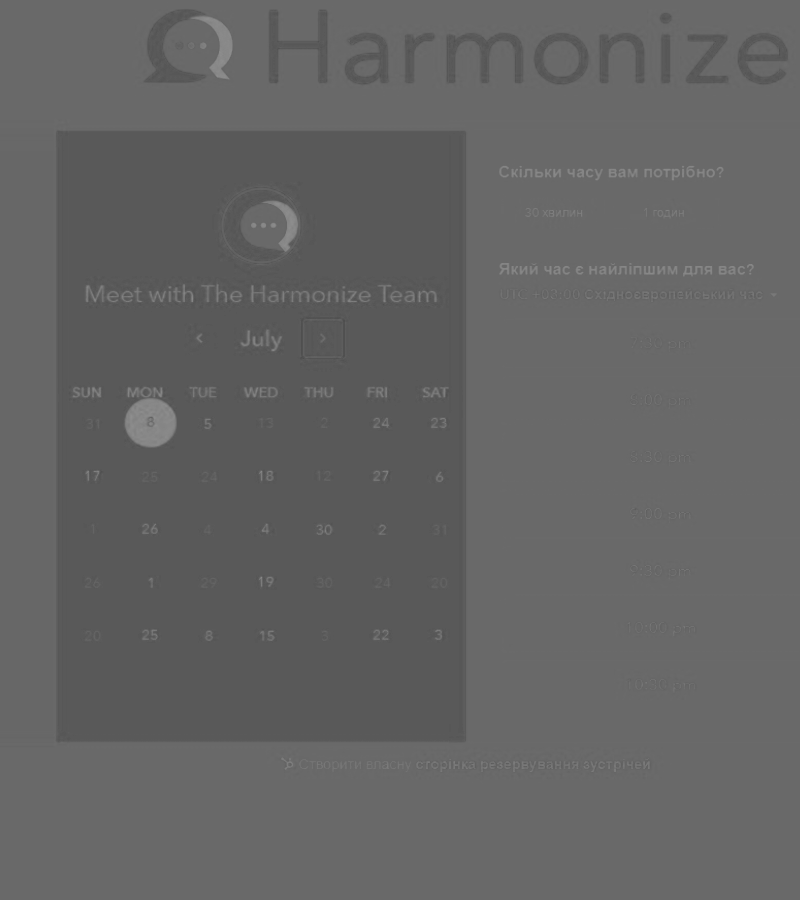 Harmonize
Meet with The Harmonize Team
July
SUN MON TUE WED THU FRI SAT
31 8 5 13 2 24 23
17 25 24 18 12 27 6
1 26 4 4 30 2 31
26 1 29 19 30 24 20
20 25 8 15 3 22 3
Скільки часу вам потрібно?
30 хвилин 1 годин
Який час є найліпшим для вас?
Східноєвропейський час
Створити власну сторінка резервування зустрічей